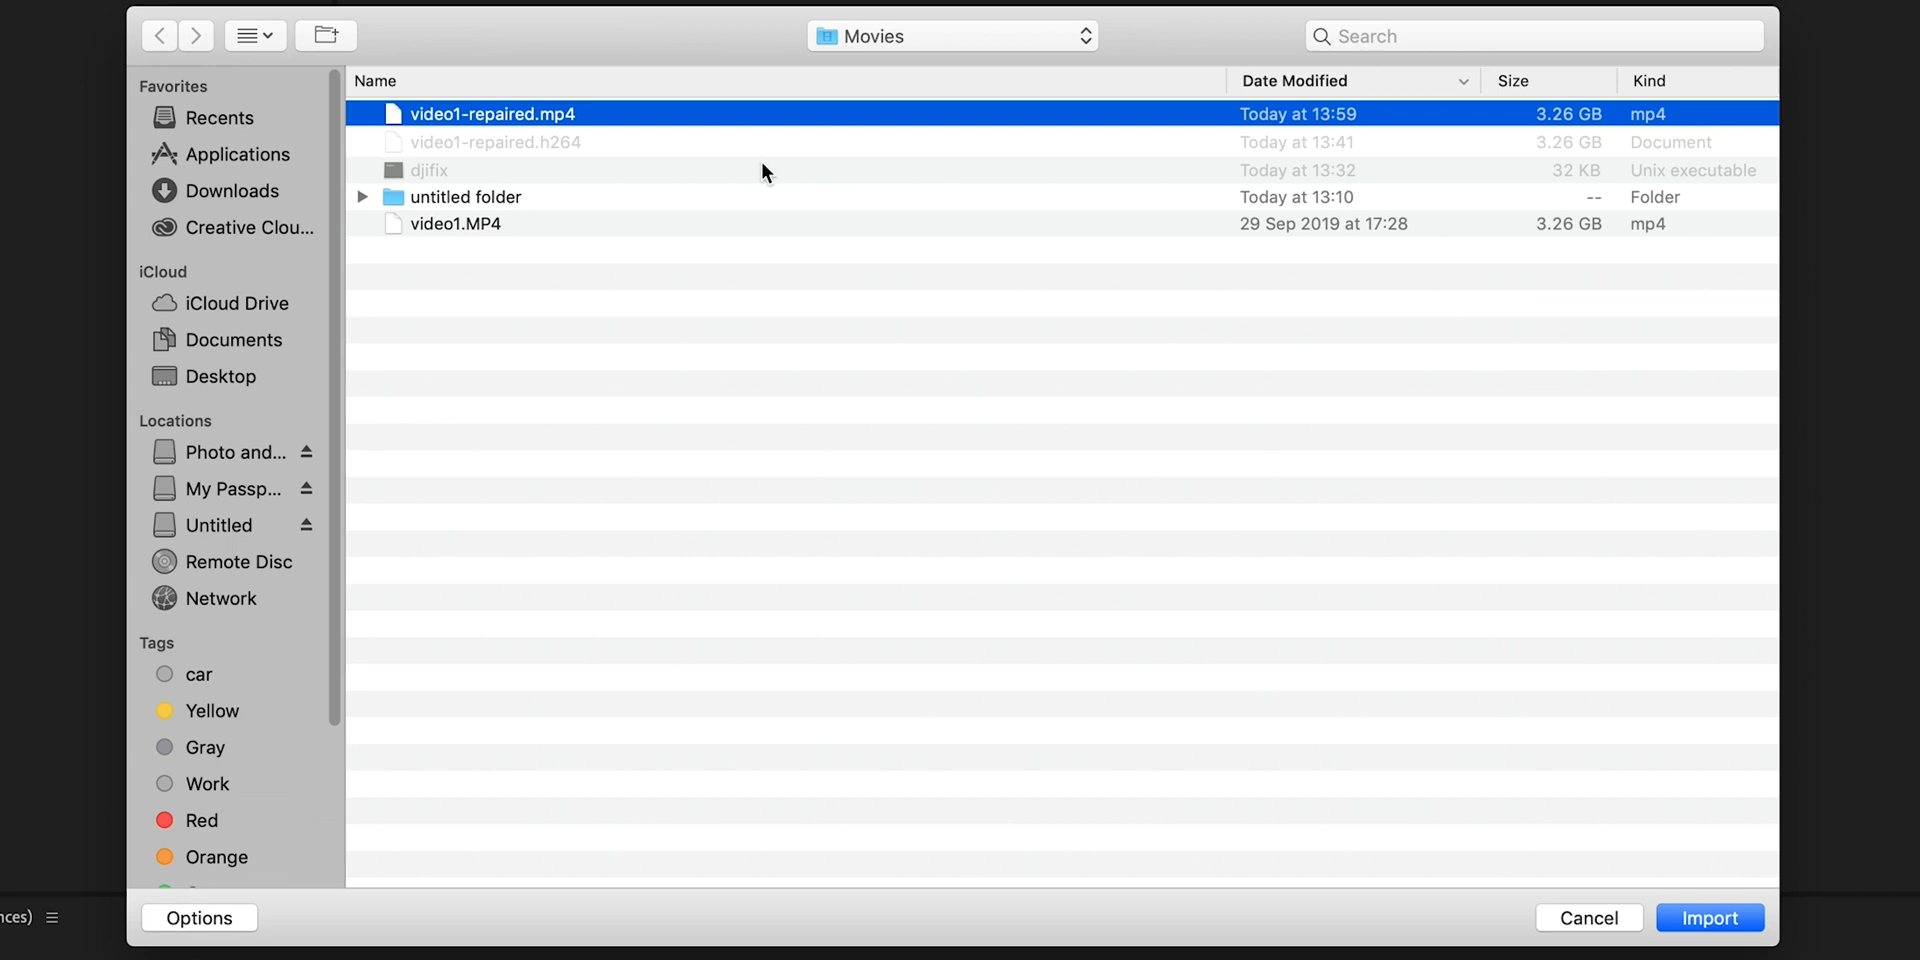 Movies
Search
Favorites
Recents
Applications
Downloads
Creative Clou...
iCloud
iCloud Drive
Documents
Desktop
Locations
Photo and...
My Passp...
Untitled
Remote Disc
Network
Tags
car
Yellow
Gray
Work
Red
Orange
Name Date Modified Size Kind
video1-repaired.mp4 Today at 13:59 3.26 GB mp4
video1-repaired.h264 Today at 13:41 3.26 GB Document
djifix Today at 13:32 32 KB Unix executable
untitled folder Today at 13:10 -- Folder
video1.MP4 29 Sep 2019 at 17:28 3.26 GB mp4
nces)
Options Cancel Import